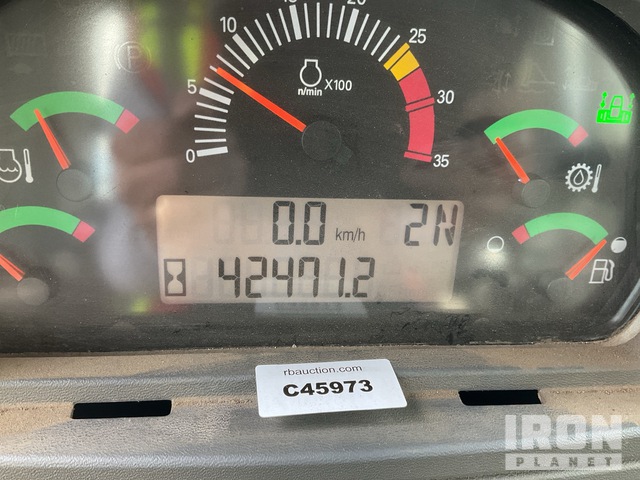 P
0
5
10
15
20
25
30
35
n/min X100
0.0 km/h 2N
42471.2
rbauction.com
C45973
IRON
PLANET